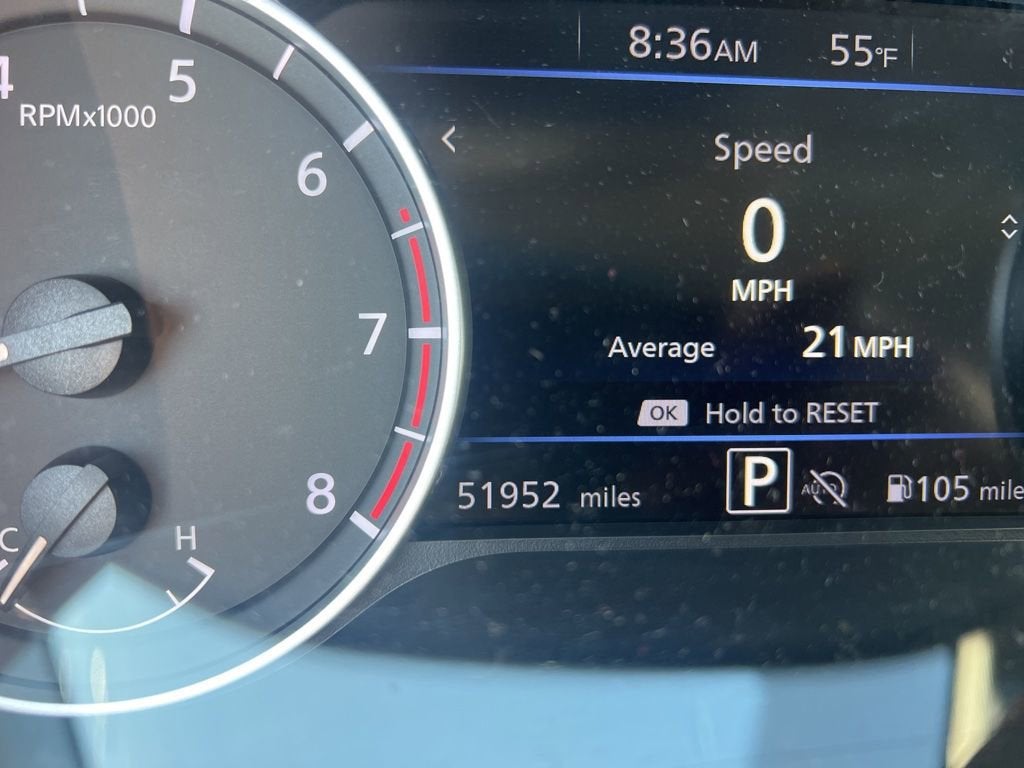 8:36AM 55°F
4 5
RPMx1000
Speed
6
0
MPH
7
Average 21 MPH
OK Hold to RESET
8
51952 miles P AUTO 105 mile
C H